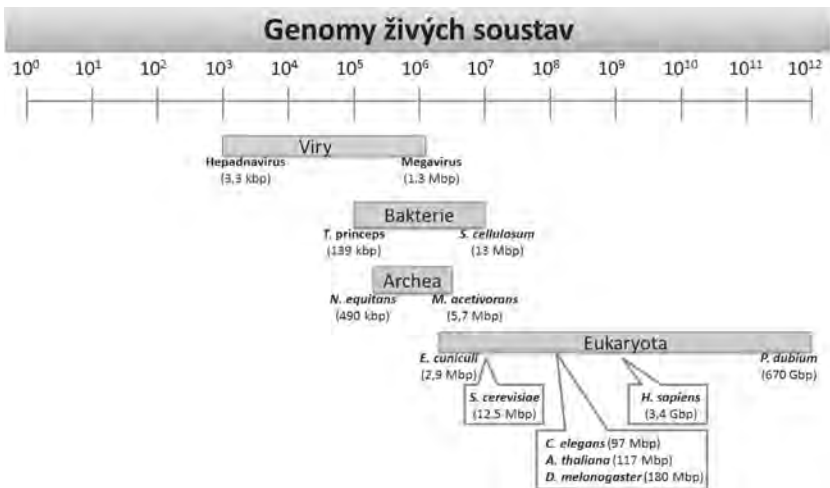 Genomy živých soustav
10⁰ 10¹ 10² 10³ 10⁴ 10⁵ 10⁶ 10⁷ 10⁸ 10⁹ 10¹⁰ 10¹¹ 10¹²
Viry
Hepadnavirus Megavirus
(3,3 kbp) (1,3 Mbp)
Bakterie
T. princeps S. cellulosum
(139 kbp) (13 Mbp)
Archea
N. equitans M. acetivorans
(490 kbp) (5,7 Mbp)
Eukaryota
E. cuniculi P. dubium
(2,9 Mbp) (670 Gbp)
S. cerevisiae H. sapiens
(12.5 Mbp) (3,4 Gbp)
C. elegans (97 Mbp)
A. thaliana (117 Mbp)
D. melanogaster (180 Mbp)